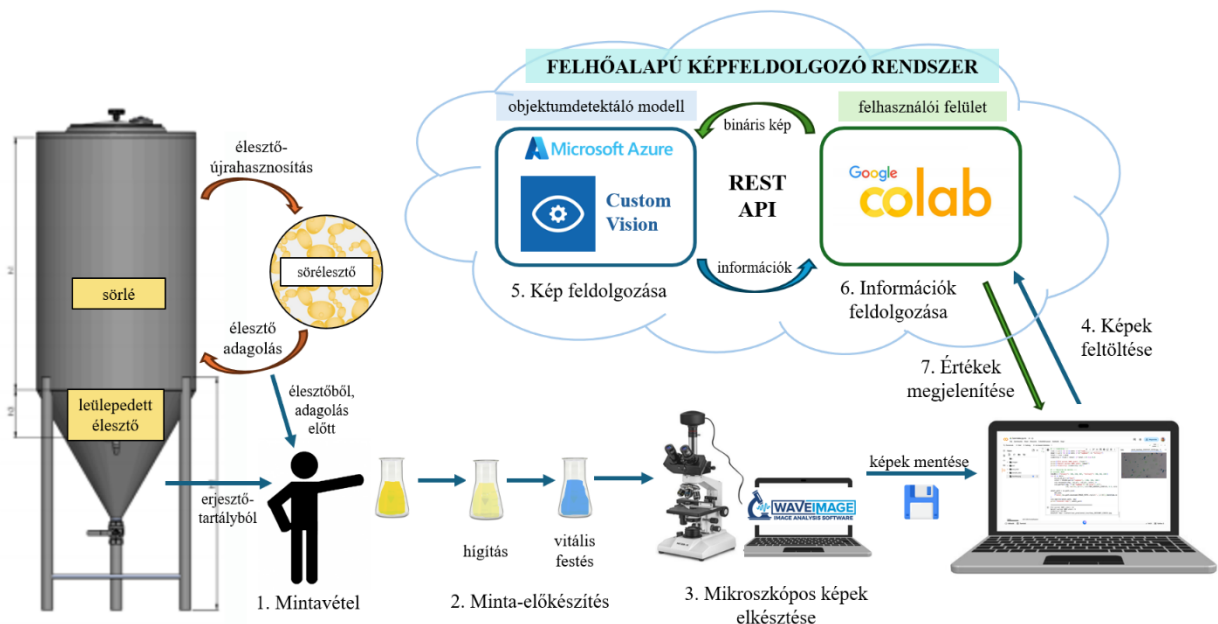 FELHŐALAPÚ KÉPFELDOLGOZÓ RENDSZER
objektumdetektáló modell
bináris kép
felhasználói felület
Microsoft Azure
Custom
Vision
REST
API
Google
colab
információk
5. Kép feldolgozása
6. Információk
feldolgozása
4. Képek
feltöltése
7. Értékek
megjelenítése
élesztő-
újrahasznosítás
sörélesztő
sörlé
élesztő
adagolás
leülepedett
élesztő
élesztőből,
adagolás
előtt
erjesztő-
tartályból
1. Mintavétel
hígítás
vitális
festés
2. Minta-előkészítés
WAVEIMAGE
IMAGE ANALYSIS SOFTWARE
3. Mikroszkópos képek
elkésztése
képek mentése